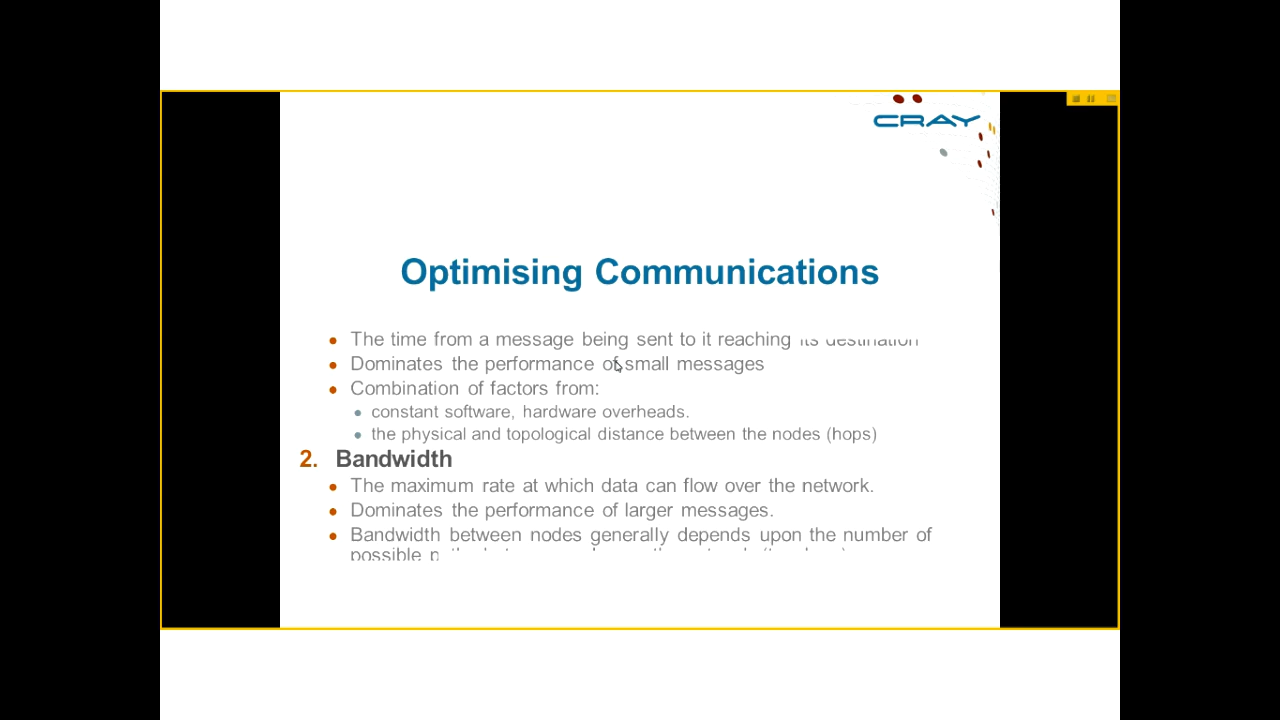 CRAY
Optimising Communications
The time from a message being sent to it reaching its destination
Dominates the performance of small messages
Combination of factors from:
constant software, hardware overheads.
the physical and topological distance between the nodes (hops)
2. Bandwidth
The maximum rate at which data can flow over the network.
Dominates the performance of larger messages.
Bandwidth between nodes generally depends upon the number of
possible